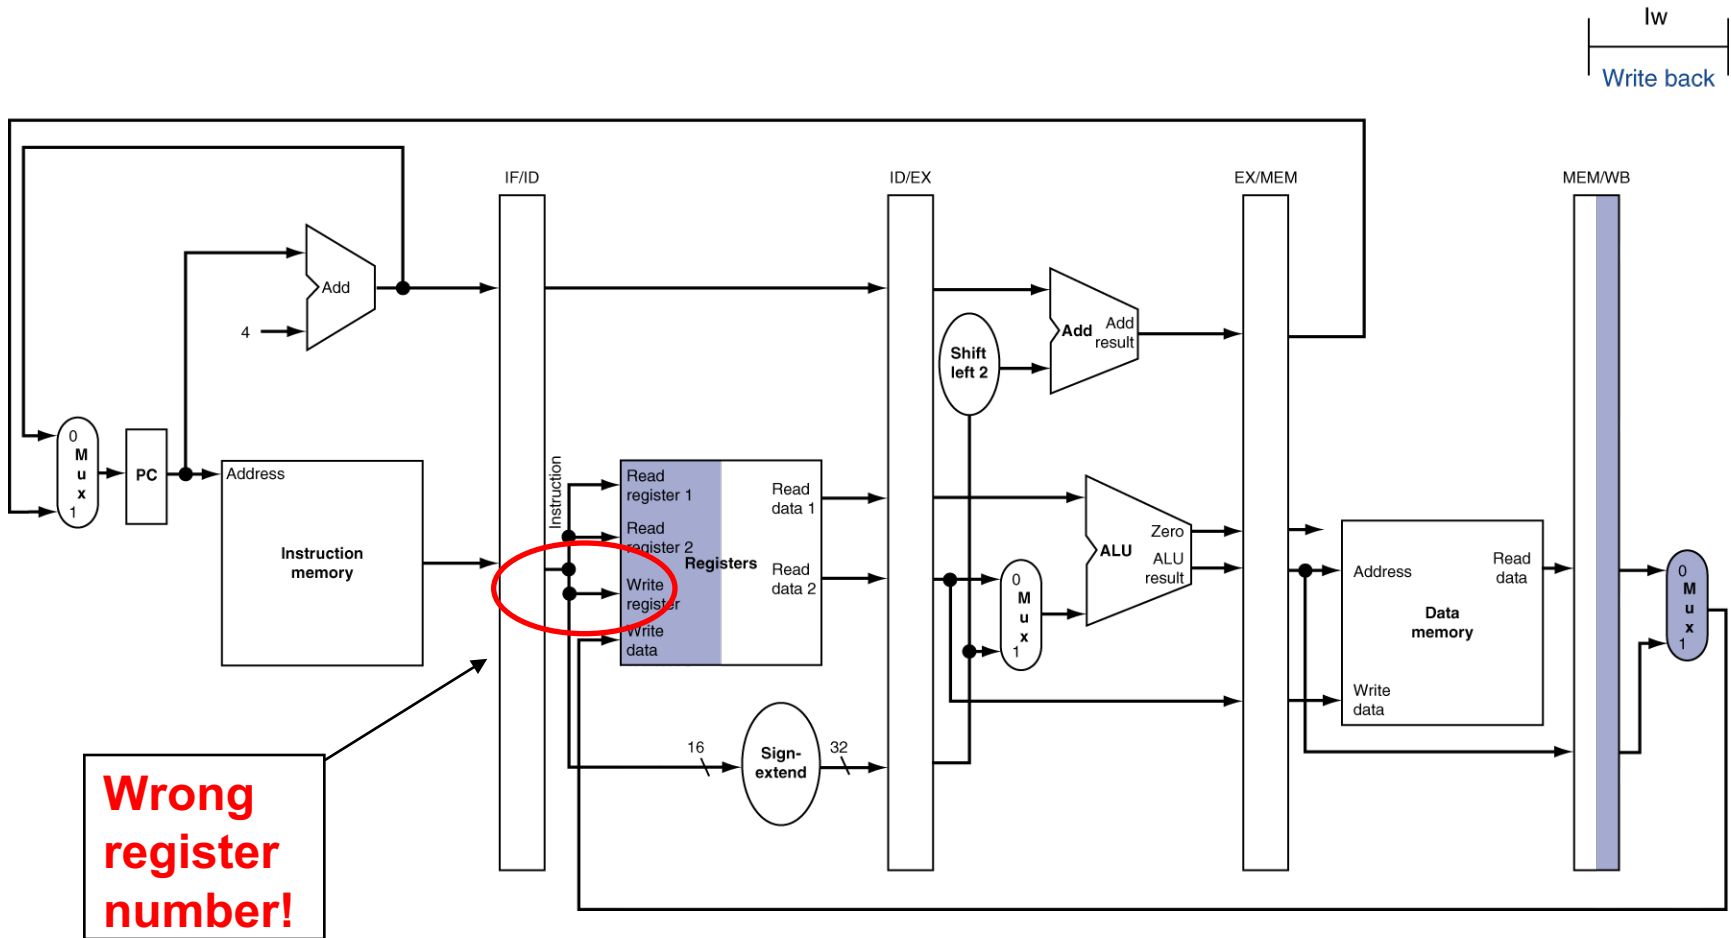 lw
Write back
IF/ID
ID/EX
EX/MEM
MEM/WB
Add
4
Add
Add
result
Shift
left 2
0
M
u
x
1
PC
Address
Instruction
memory
Instruction
Read
register 1
Read
register 2
Write
register
Write
data
Registers
Read
data 1
Read
data 2
0
M
u
x
1
Zero
ALU
ALU
result
Address
Read
data
Data
memory
Write
data
0
M
u
x
1
16
Sign-
extend
32
Wrong
register
number!